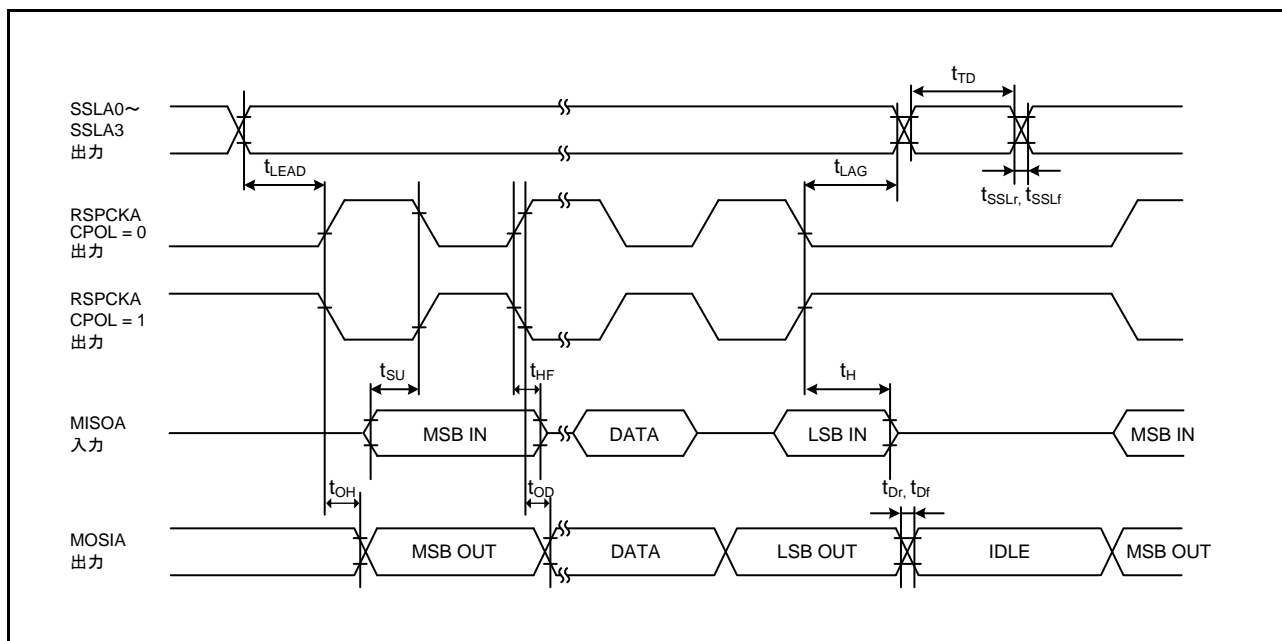 SSLA0～
SSLA3
出力
tTD
tLEAD
tLAG
tSSLr, tSSLf
RSPCKA
CPOL = 0
出力
RSPCKA
CPOL = 1
出力
tSU
tHF
tH
MISOA
入力
MSB IN
DATA
LSB IN
MSB IN
tOH
tOD
tDr, tDf
MOSIA
出力
MSB OUT
DATA
LSB OUT
IDLE
MSB OUT